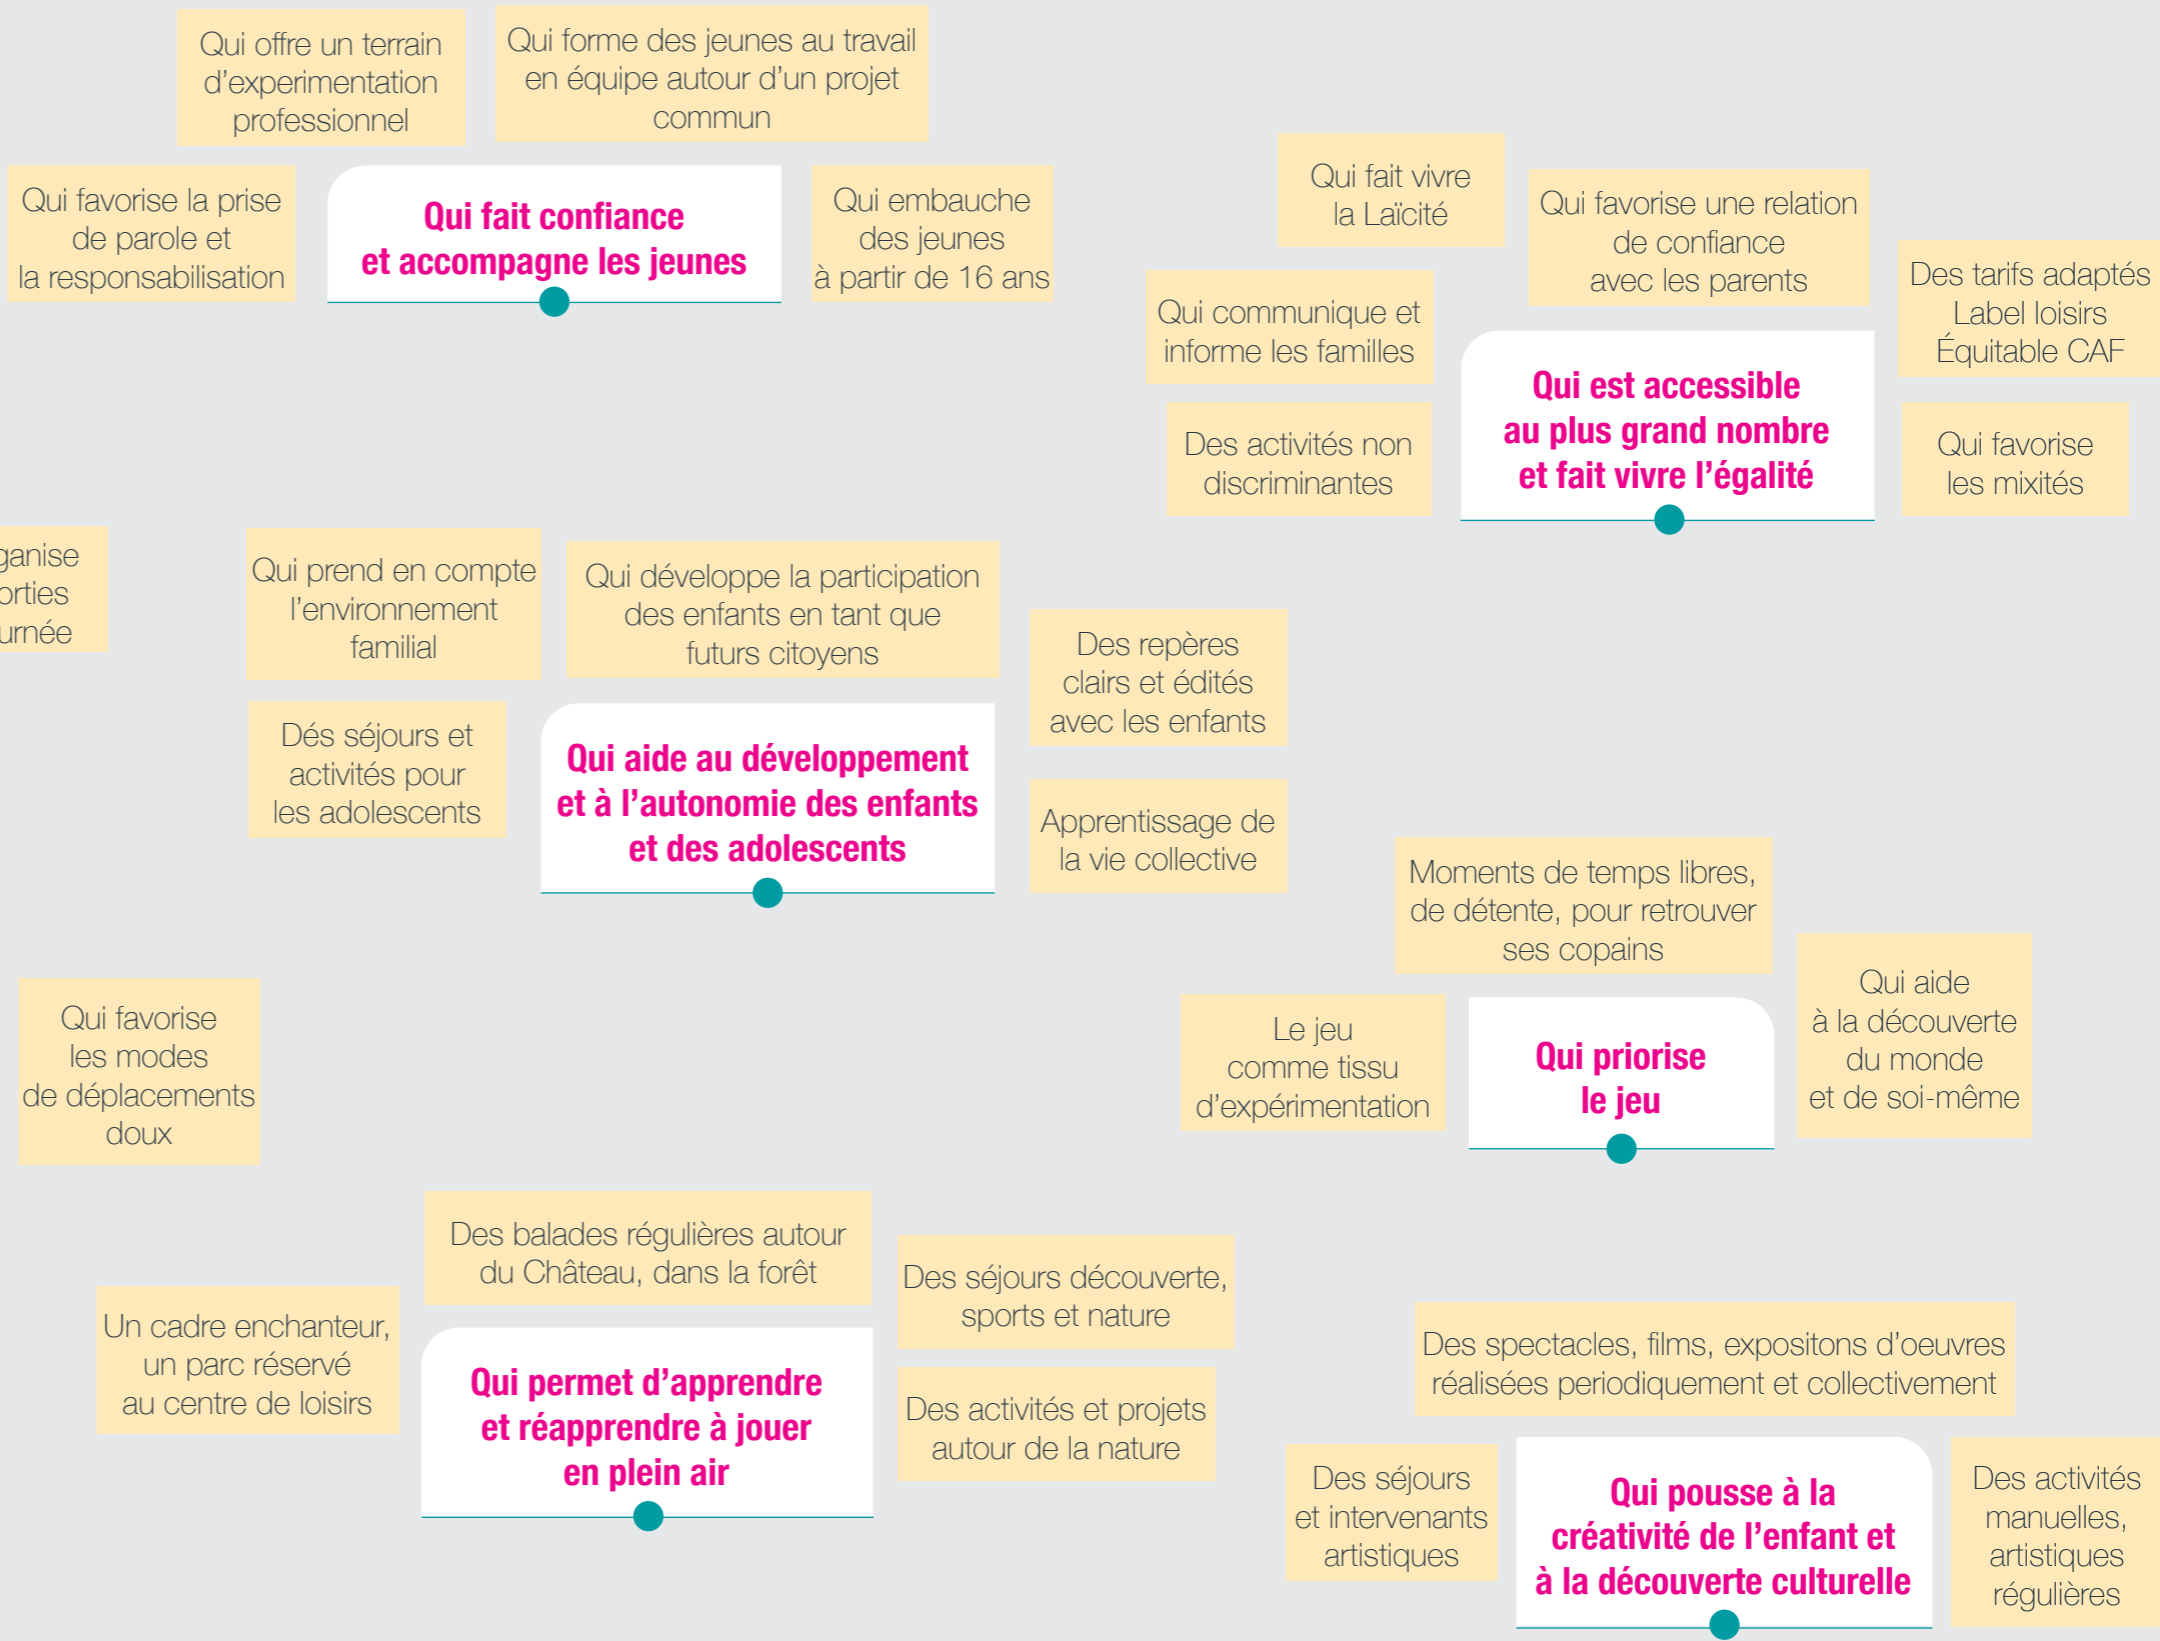 Qui offre un terrain
d'experimentation
professionnel
Qui forme des jeunes au travail
en équipe autour d'un projet
commun
Qui favorise la prise
de parole et
la responsabilisation
Qui fait confiance
et accompagne les jeunes
Qui embauche
des jeunes
à partir de 16 ans
Qui fait vivre
la Laïcité
Qui favorise une relation
de confiance
avec les parents
Des tarifs adaptés
Label loisirs
Équitable CAF
Qui communique et
informe les familles
Qui est accessible
au plus grand nombre
et fait vivre l'égalité
Des activités non
discriminantes
Qui favorise
les mixités
Qui prend en compte
l'environnement
familial
Qui développe la participation
des enfants en tant que
futurs citoyens
Des repères
clairs et édités
avec les enfants
Dés séjours et
activités pour
les adolescents
Qui aide au développement
et à l'autonomie des enfants
et des adolescents
Apprentissage de
la vie collective
Moments de temps libres,
de détente, pour retrouver
ses copains
Qui favorise
les modes
de déplacements
doux
Le jeu
comme tissu
d'expérimentation
Qui priorise
le jeu
Qui aide
à la découverte
du monde
et de soi-même
Des balades régulières autour
du Château, dans la forêt
Des séjours découverte,
sports et nature
Un cadre enchanteur,
un parc réservé
au centre de loisirs
Qui permet d'apprendre
et réapprendre à jouer
en plein air
Des activités et projets
autour de la nature
Des spectacles, films, expositons d'oeuvres
réalisées periodiquement et collectivement
Des séjours
et intervenants
artistiques
Qui pousse à la
créativité de l'enfant et
à la découverte culturelle
Des activités
manuelles,
artistiques
régulières